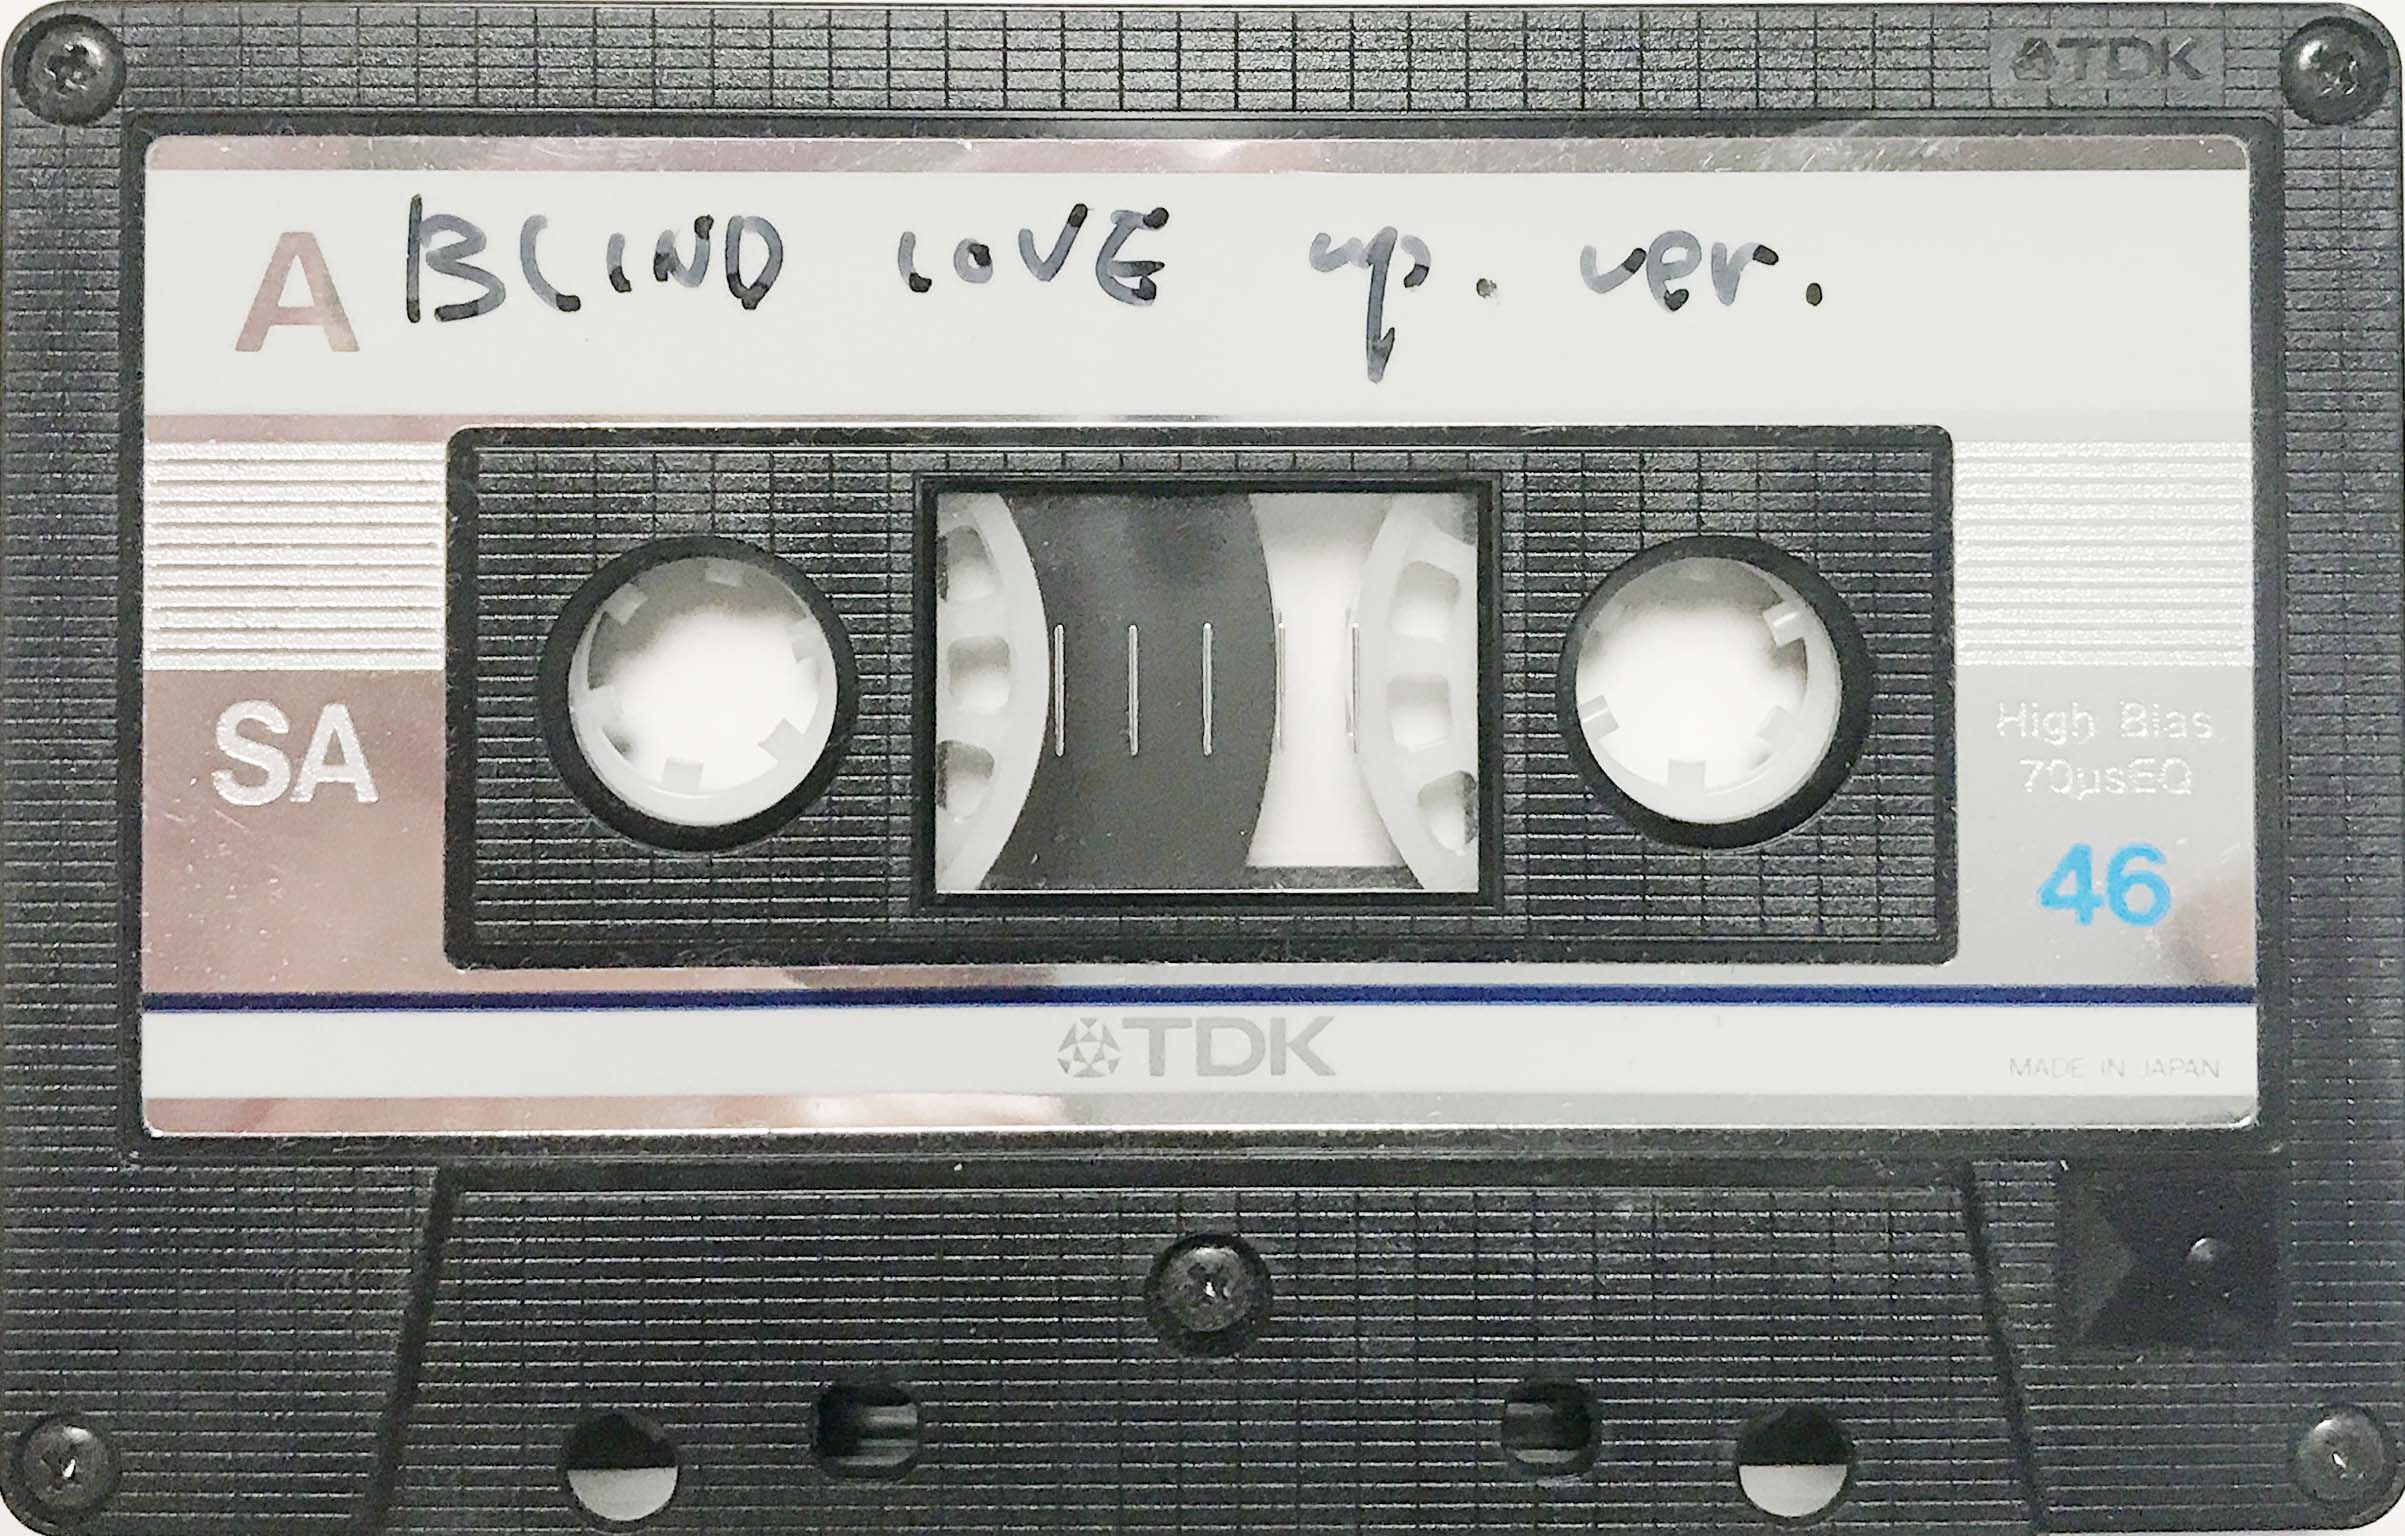 TDK
A BLIND LOVE up. ver.
SA
High Bias
70µsEQ
46
TDK
MADE IN JAPAN